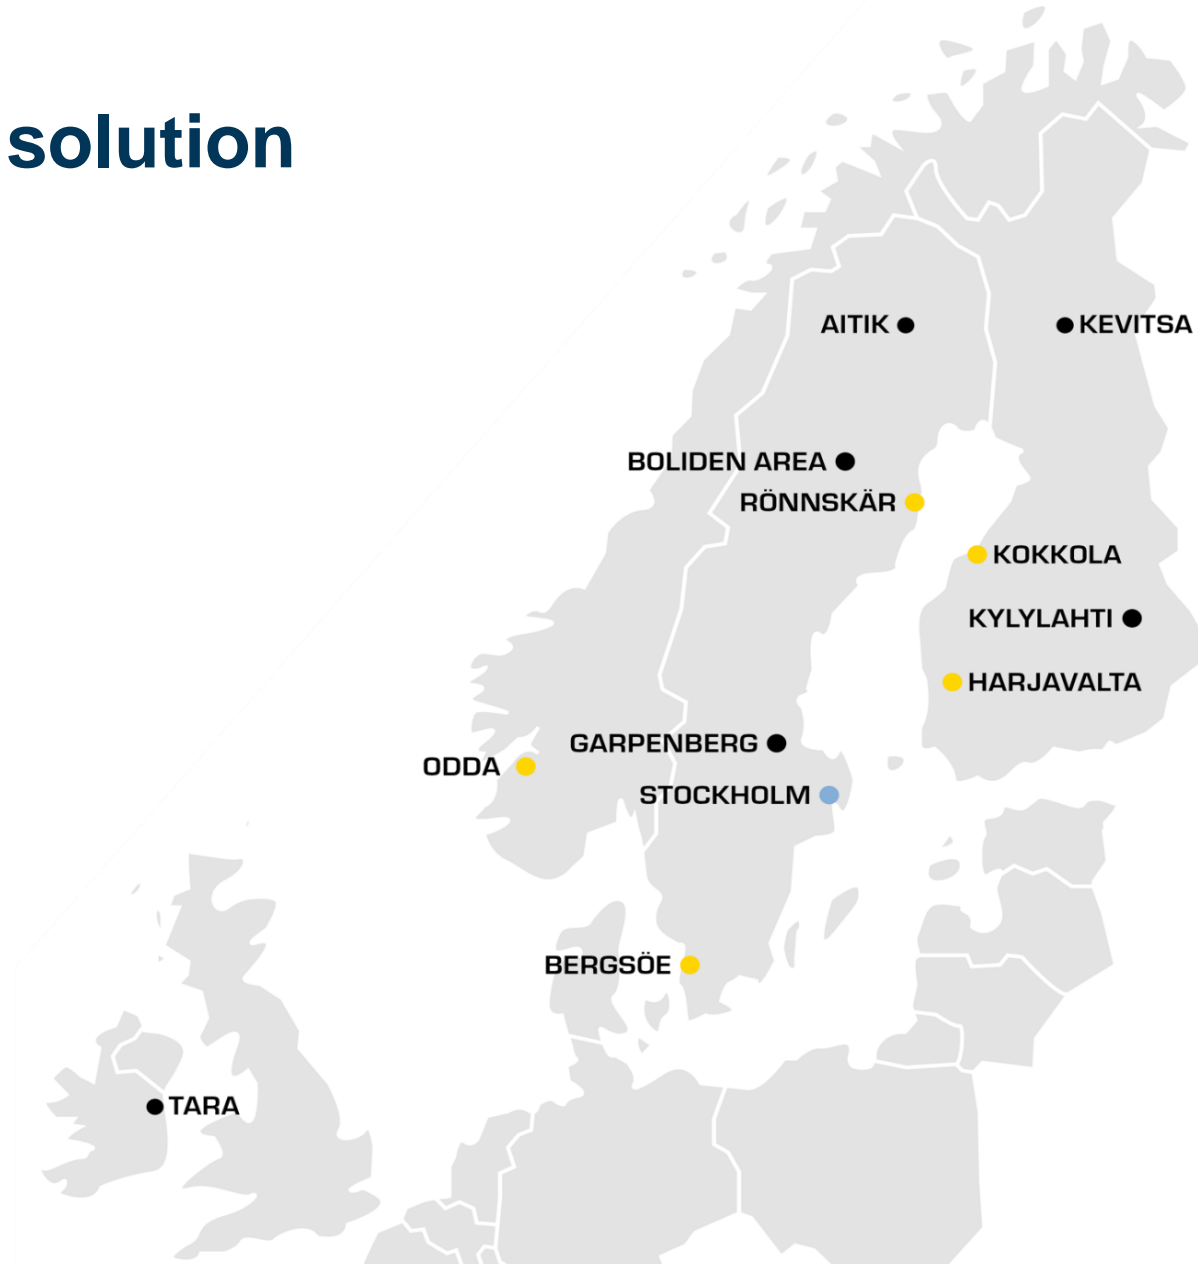 solution
AITIK
KEVITSA
BOLIDEN AREA
RÖNNSKÄR
KOKKOLA
KYLYLAHTI
HARJAVALTA
GARPENBERG
ODDA
STOCKHOLM
BERGSÖE
TARA